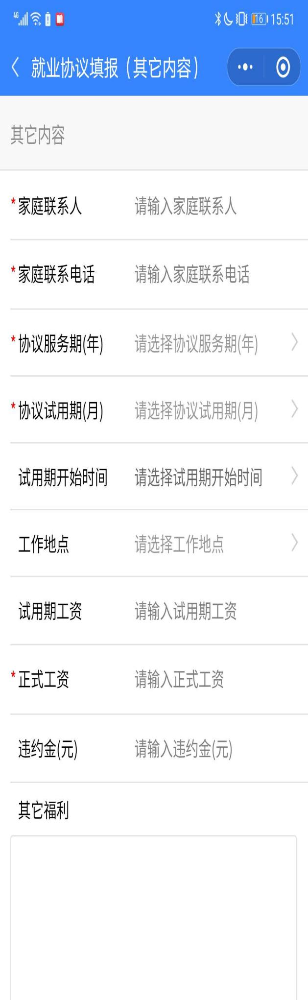 4G 16 15:51
就业协议填报（其它内容）
其它内容
* 家庭联系人 请输入家庭联系人
* 家庭联系电话 请输入家庭联系电话
* 协议服务期(年) 请选择协议服务期(年)
* 协议试用期(月) 请选择协议试用期(月)
试用期开始时间 请选择试用期开始时间
工作地点 请选择工作地点
试用期工资 请输入试用期工资
* 正式工资 请输入正式工资
违约金(元) 请输入违约金(元)
其它福利